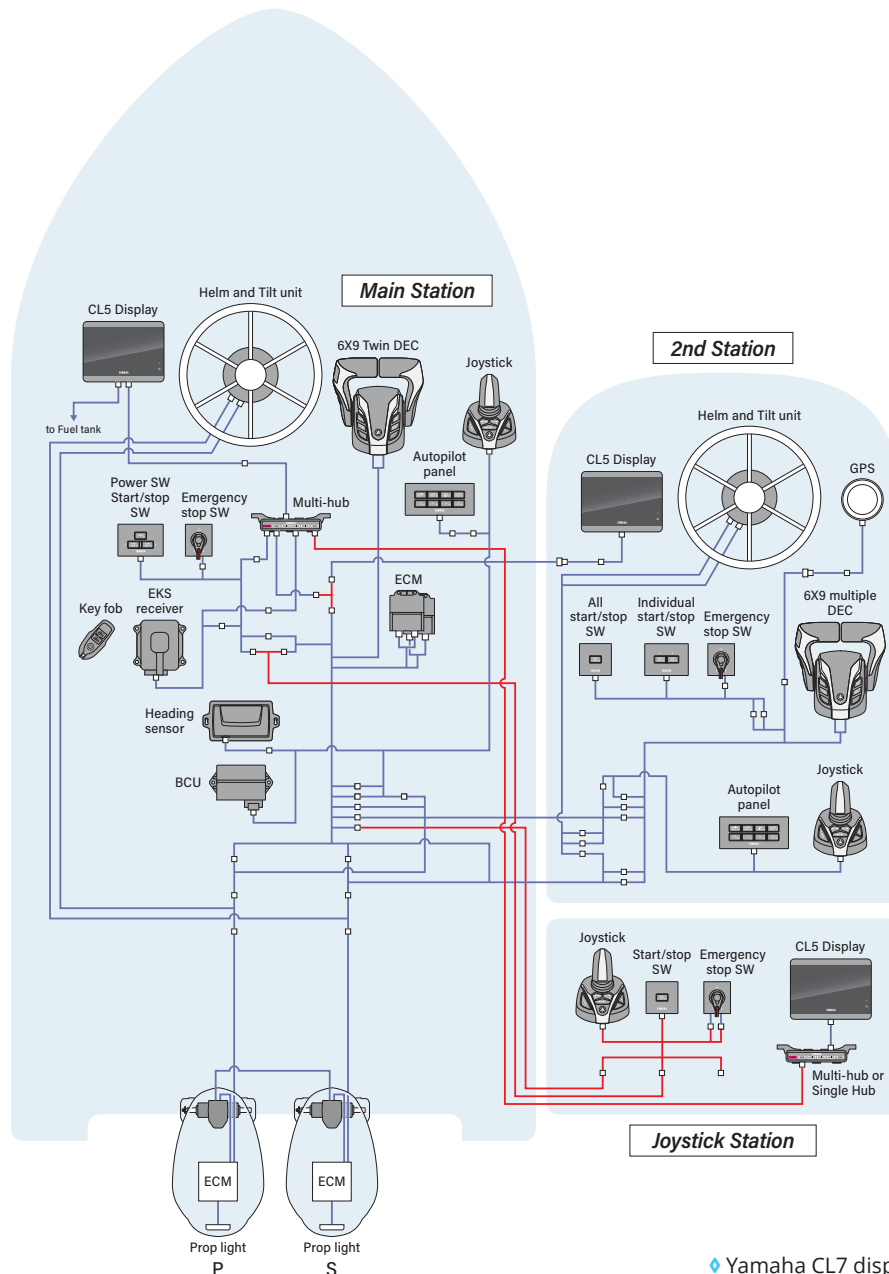 Main Station
Helm and Tilt unit
CL5 Display
6X9 Twin DEC
Joystick
to Fuel tank
Autopilot
panel
Power SW
Start/stop
SW
Emergency
stop SW
Multi-hub
Key fob
EKS
receiver
ECM
Heading
sensor
BCU
2nd Station
Helm and Tilt unit
CL5 Display
GPS
All
start/stop
SW
Individual
start/stop
SW
Emergency
stop SW
6X9 multiple
DEC
Autopilot
panel
Joystick
Joystick
Start/stop
SW
Emergency
stop SW
CL5 Display
Multi-hub or
Single Hub
Joystick Station
ECM
ECM
Prop light
P
Prop light
S
Yamaha CL7 disp